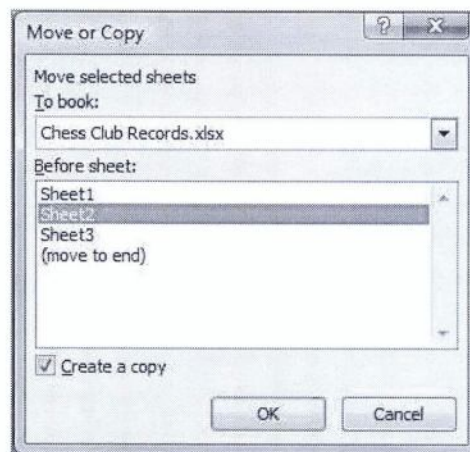 Move or Copy
Move selected sheets
To book:
Chess Club Records.xlsx
Before sheet:
Sheet1
Sheet2
Sheet3
(move to end)
Create a copy
OK
Cancel